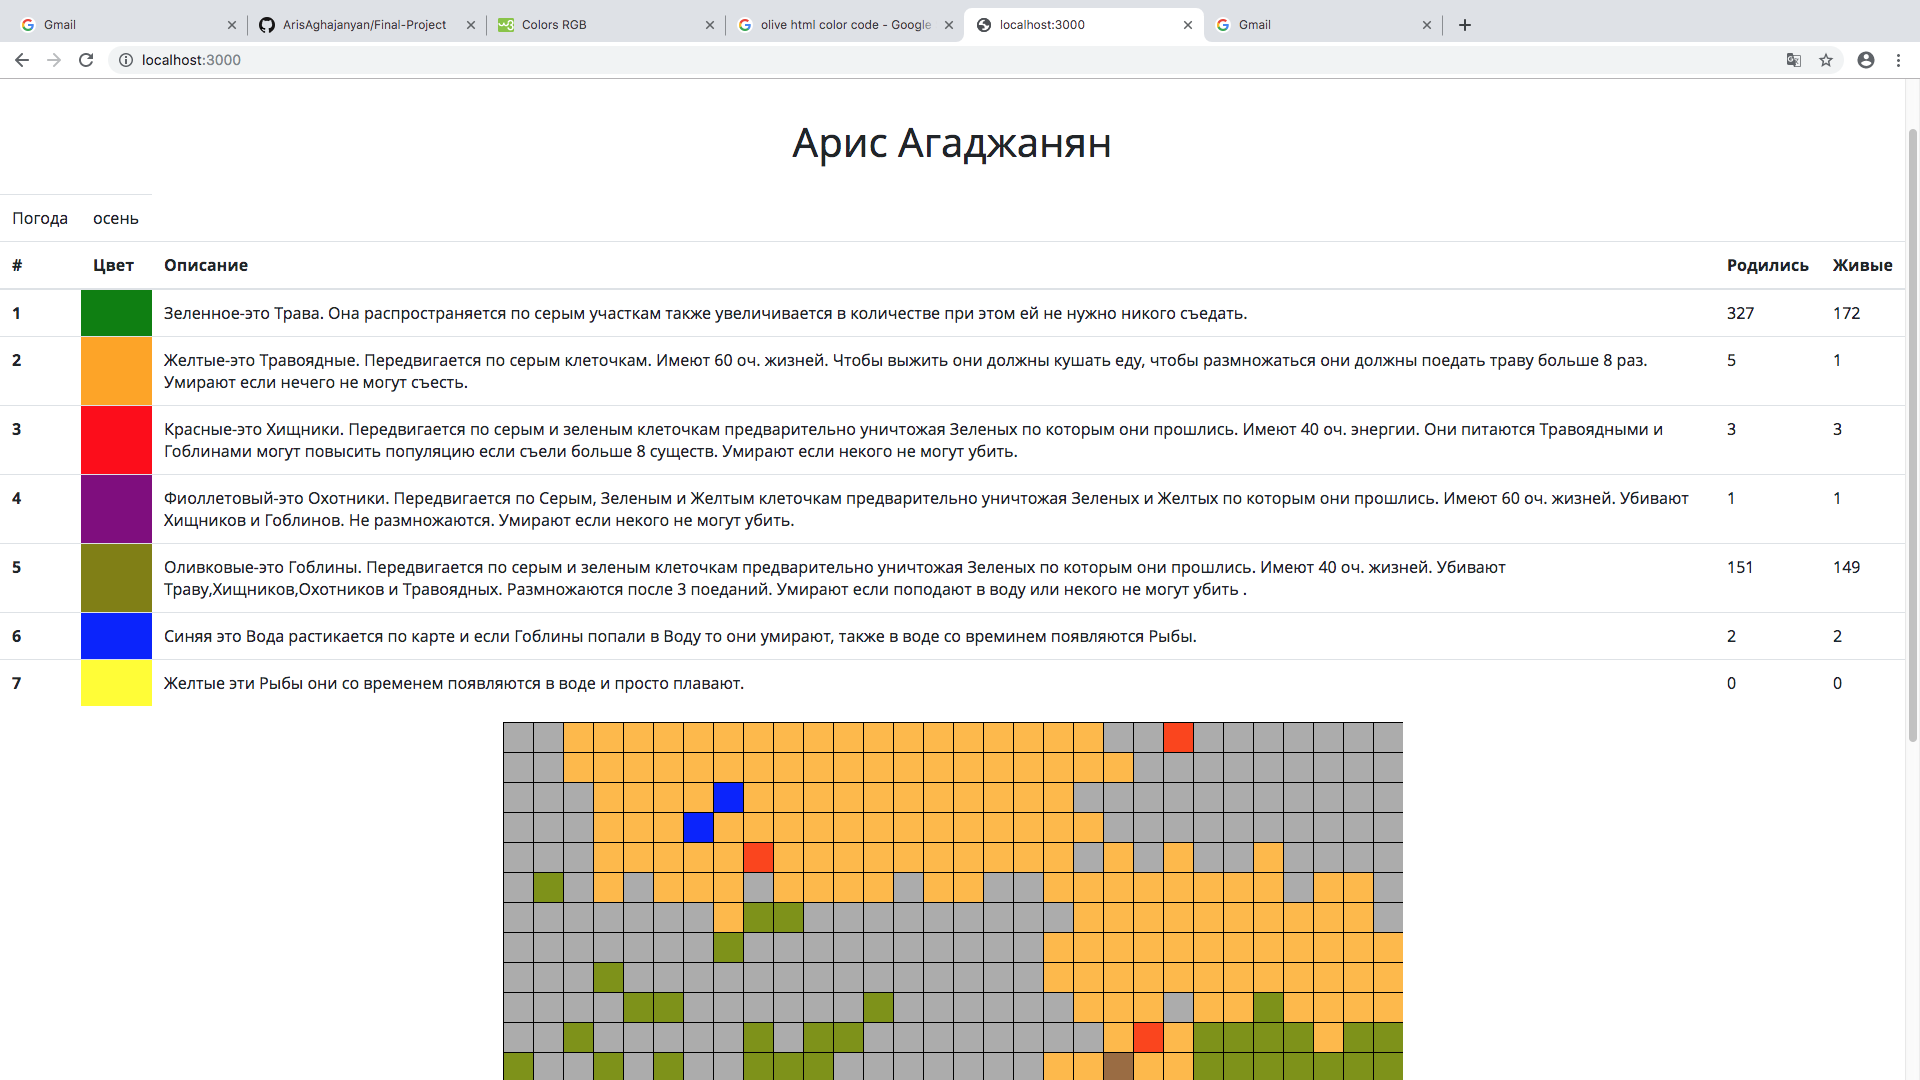 Gmail
ArisAghajanyan/Final-Project
Colors RGB
olive html color code - Google
localhost:3000
Gmail
localhost:3000
Арис Агаджанян
Погода осень
# Цвет Описание Родились Живые
1 Зеленное-это Трава. Она распространяется по серым участкам также увеличивается в количестве при этом ей не нужно никого съедать. 327 172
2 Желтые-это Травоядные. Передвигается по серым клеточкам. Имеют 60 оч. жизней. Чтобы выжить они должны кушать еду, чтобы размножаться они должны поедать траву больше 8 раз. 5 1
Умирают если нечего не могут съесть.
3 Красные-это Хищники. Передвигается по серым и зеленым клеточкам предварительно уничтожая Зеленых по которым они прошлись. Имеют 40 оч. энергии. Они питаются Травоядными и 3 3
Гоблинами могут повысить популяцию если съели больше 8 существ. Умирают если некого не могут убить.
4 Фиоллетовый-это Охотники. Передвигается по Серым, Зеленым и Желтым клеточкам предварительно уничтожая Зеленых и Желтых по которым они прошлись. Имеют 60 оч. жизней. Убивают 1 1
Хищников и Гоблинов. Не размножаются. Умирают если некого не могут убить.
5 Оливковые-это Гоблины. Передвигается по серым и зеленым клеточкам предварительно уничтожая Зеленых по которым они прошлись. Имеют 40 оч. жизней. Убивают 151 149
Траву,Хищников,Охотников и Травоядных. Размножаются после 3 поеданий. Умирают если поподают в воду или некого не могут убить .
6 Синяя это Вода растикается по карте и если Гоблины попали в Воду то они умирают, также в воде со времинем появляются Рыбы. 2 2
7 Желтые эти Рыбы они со временем появляются в воде и просто плавают. 0 0